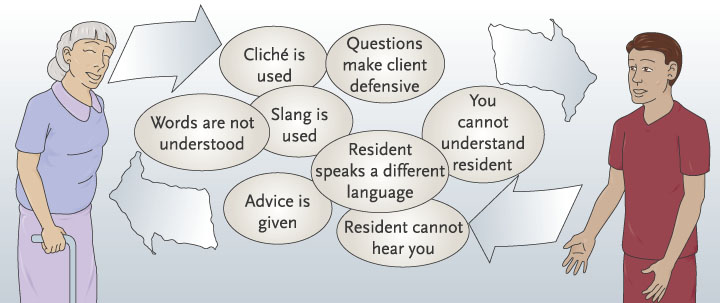 Cliché is
used
Questions
make client
defensive
Words are not
understood
Slang is
used
You
cannot
understand
resident
Resident
speaks a different
language
Advice is
given
Resident cannot
hear you